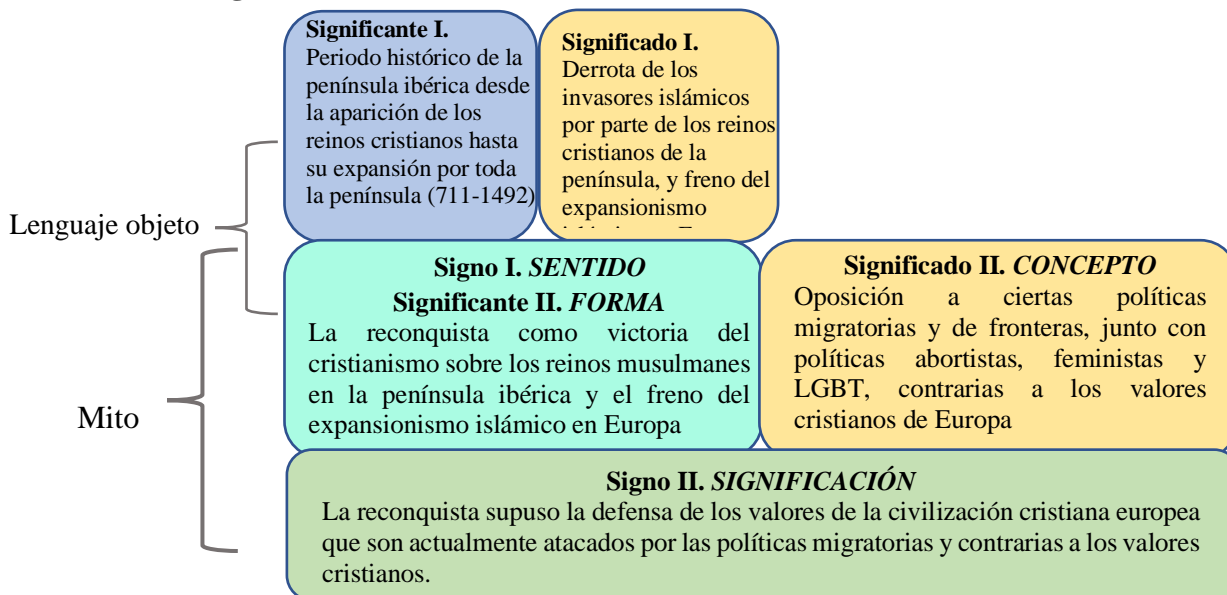 Significante I.
Periodo histórico de la
península ibérica desde
la aparición de los
reinos cristianos hasta
su expansión por toda
la península (711-1492)
Significado I.
Derrota de los
invasores islámicos
por parte de los reinos
cristianos de la
península, y freno del
expansionismo
Lenguaje objeto
Signo I. SENTIDO
Significante II. FORMA
La reconquista como victoria del
cristianismo sobre los reinos musulmanes
en la península ibérica y el freno del
expansionismo islámico en Europa
Significado II. CONCEPTO
Oposición a ciertas políticas
migratorias y de fronteras, junto con
políticas abortistas, feministas y
LGBT, contrarias a los valores
cristianos de Europa
Mito
Signo II. SIGNIFICACIÓN
La reconquista supuso la defensa de los valores de la civilización cristiana europea
que son actualmente atacados por las políticas migratorias y contrarias a los valores
cristianos.